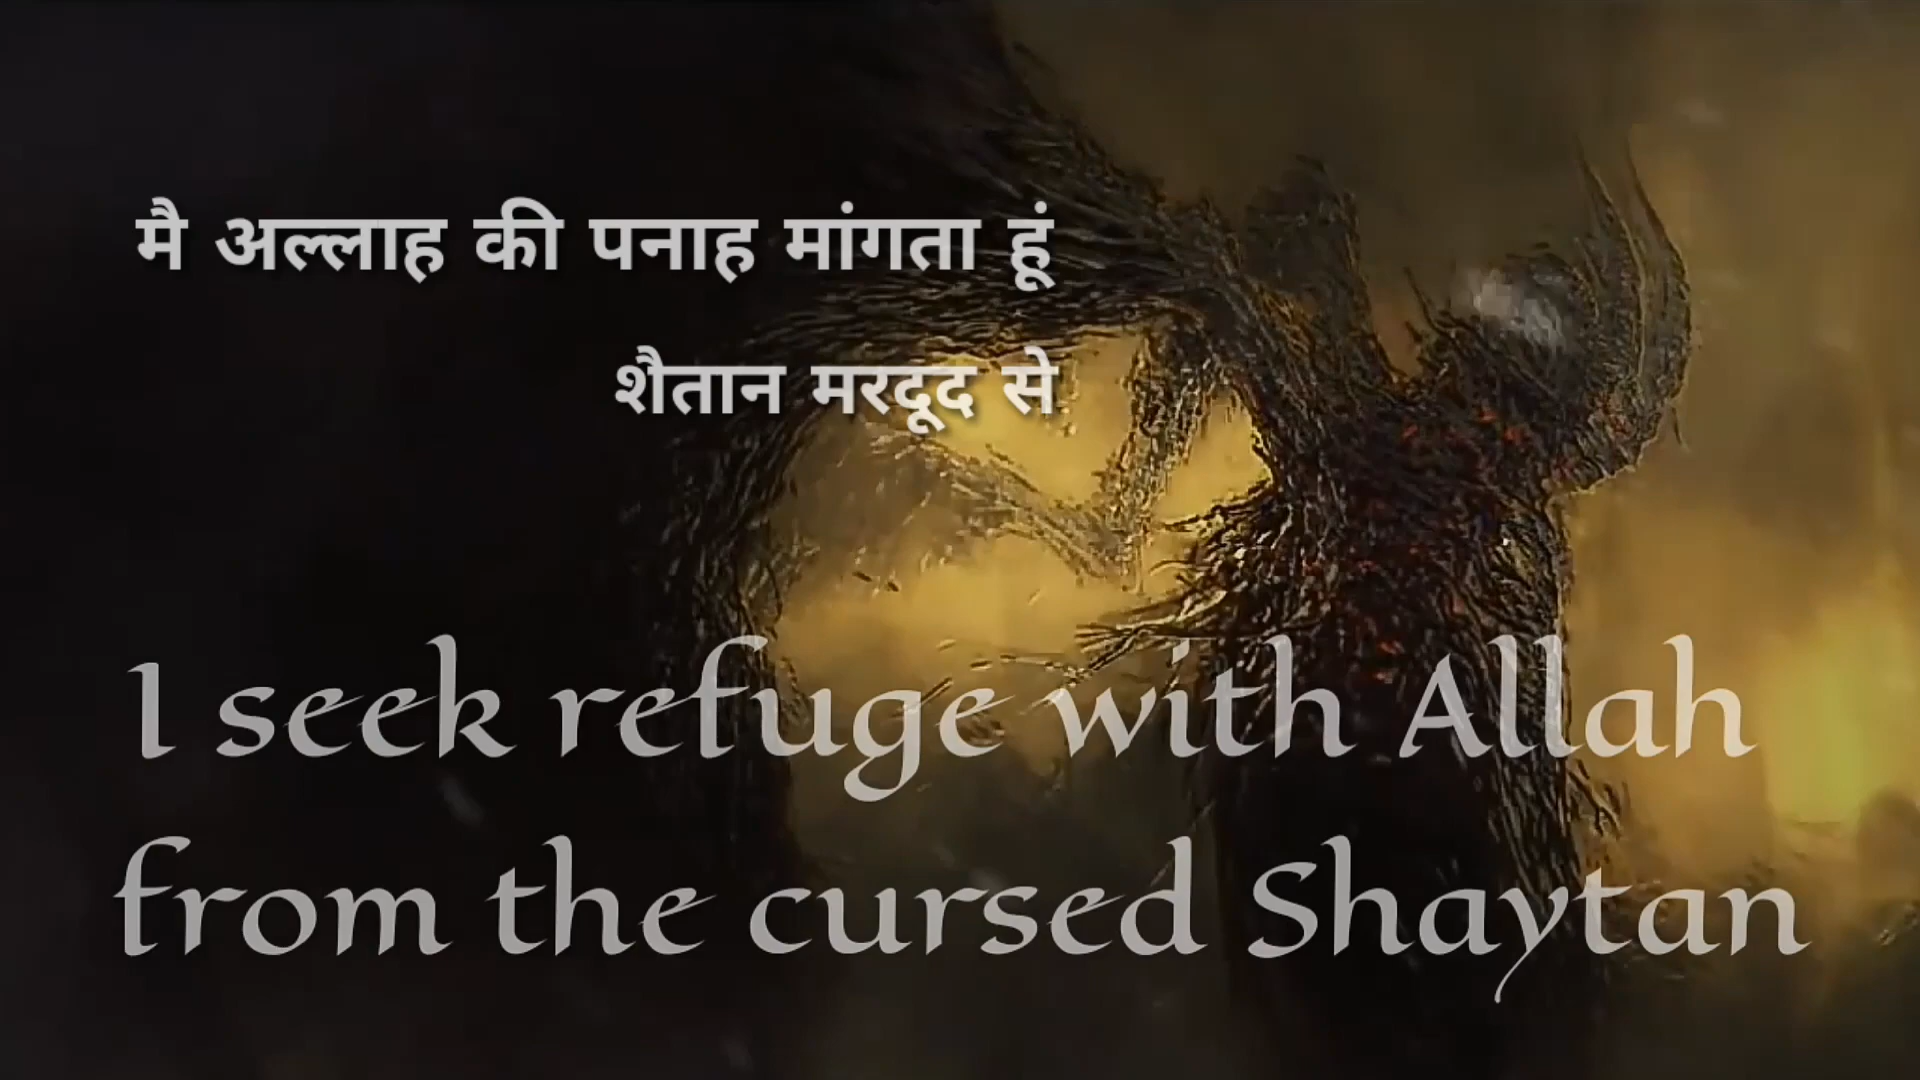 मै अल्लाह की पनाह मांगता हूं
शैतान मरदूद से
I seek refuge with Allah
from the cursed Shaytan